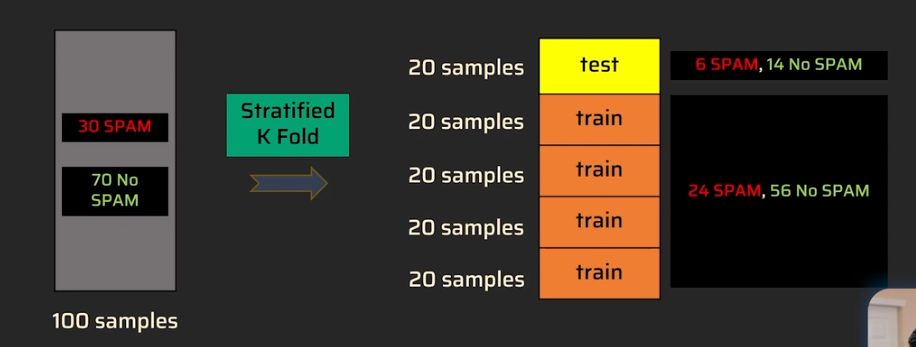 30 SPAM
70 No
SPAM
100 samples
Stratified
K Fold
20 samples
test
6 SPAM, 14 No SPAM
20 samples
train
20 samples
train
24 SPAM, 56 No SPAM
20 samples
train
20 samples
train